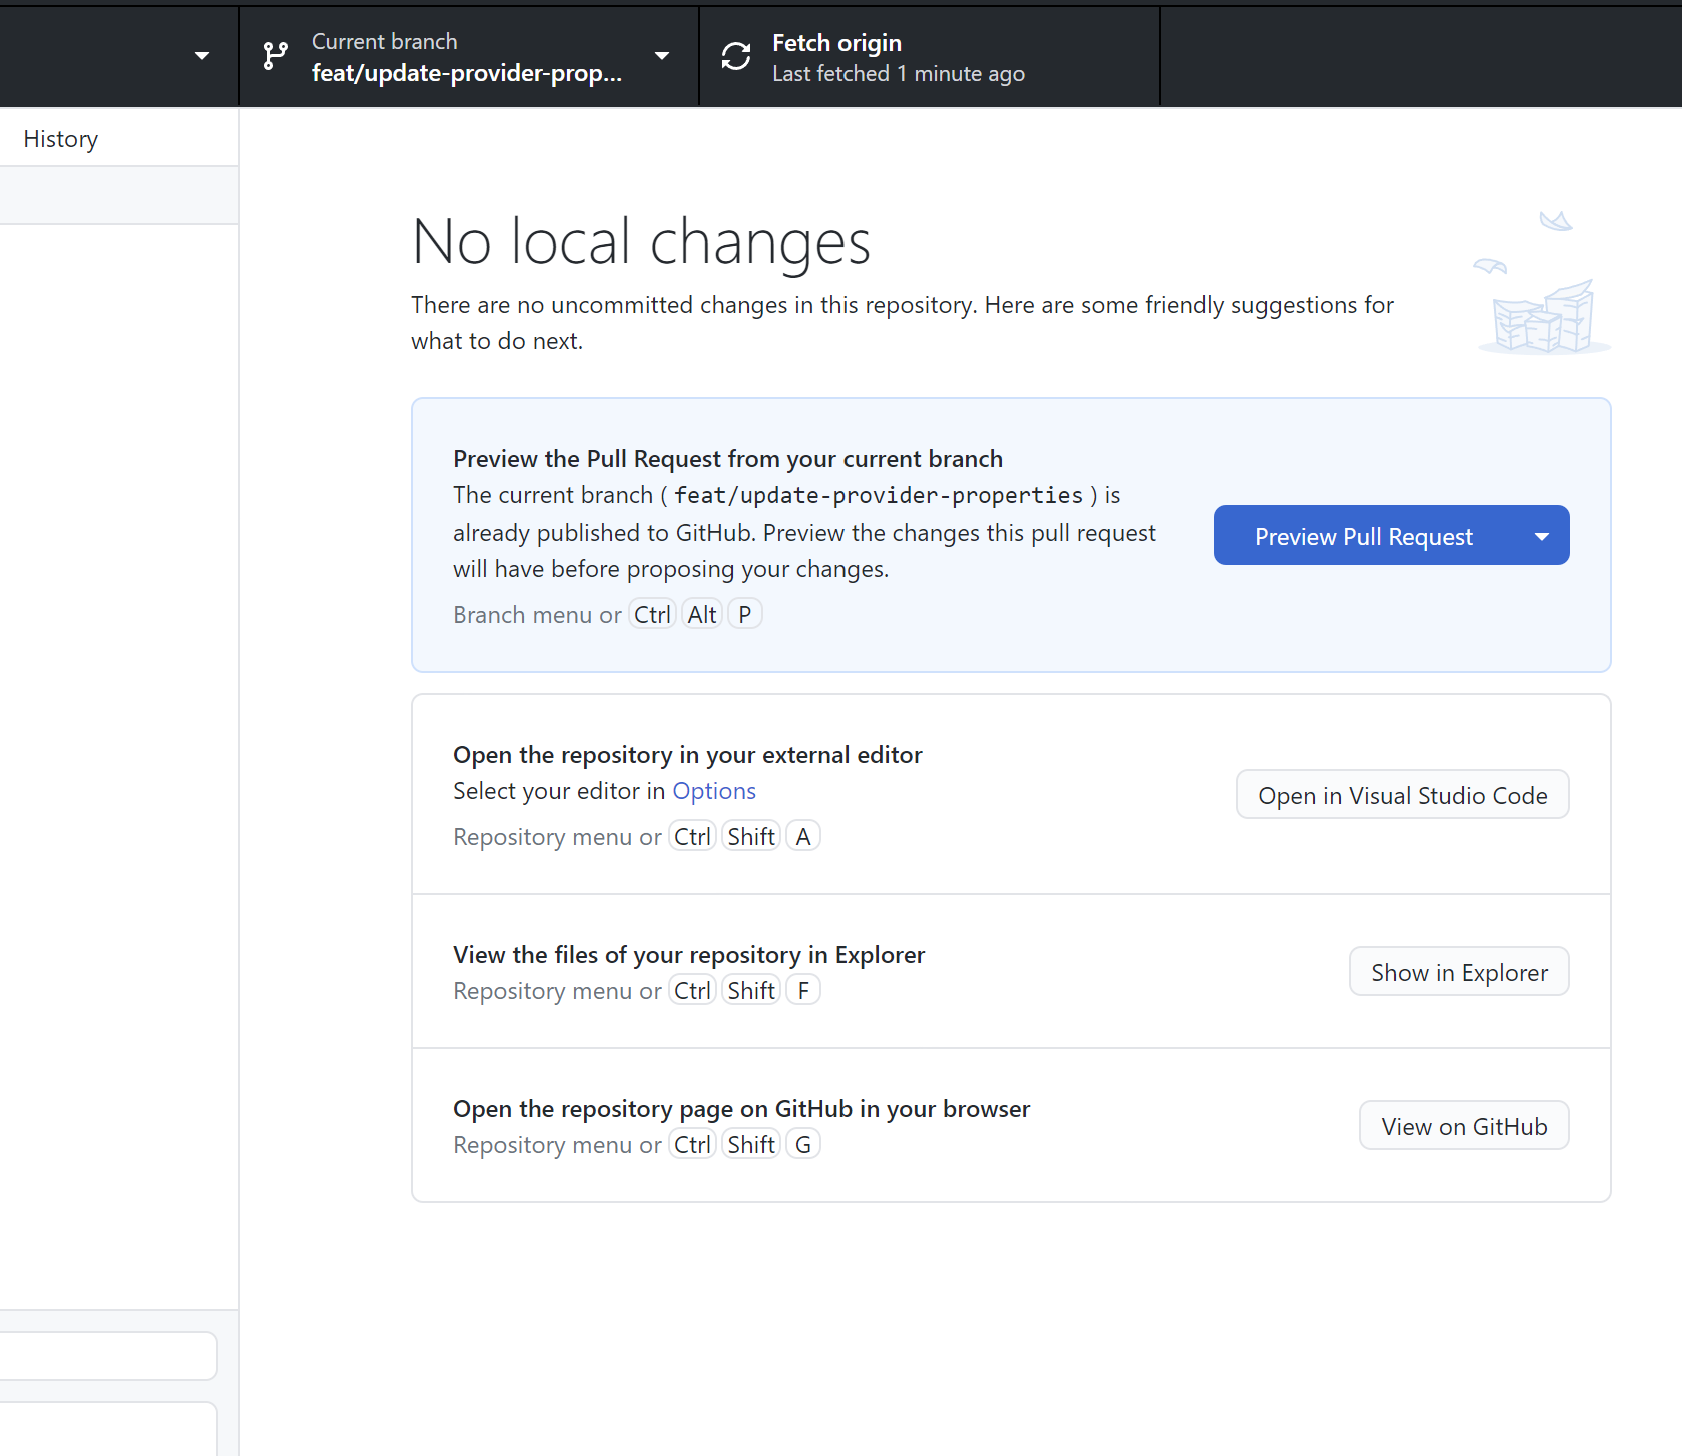 Current branch
feat/update-provider-prop...
Fetch origin
Last fetched 1 minute ago
History
No local changes
There are no uncommitted changes in this repository. Here are some friendly suggestions for
what to do next.
Preview the Pull Request from your current branch
The current branch ( feat/update-provider-properties ) is
already published to GitHub. Preview the changes this pull request
will have before proposing your changes.
Branch menu or Ctrl Alt P
Preview Pull Request
Open the repository in your external editor
Select your editor in Options
Repository menu or Ctrl Shift A
Open in Visual Studio Code
View the files of your repository in Explorer
Repository menu or Ctrl Shift F
Show in Explorer
Open the repository page on GitHub in your browser
Repository menu or Ctrl Shift G
View on GitHub